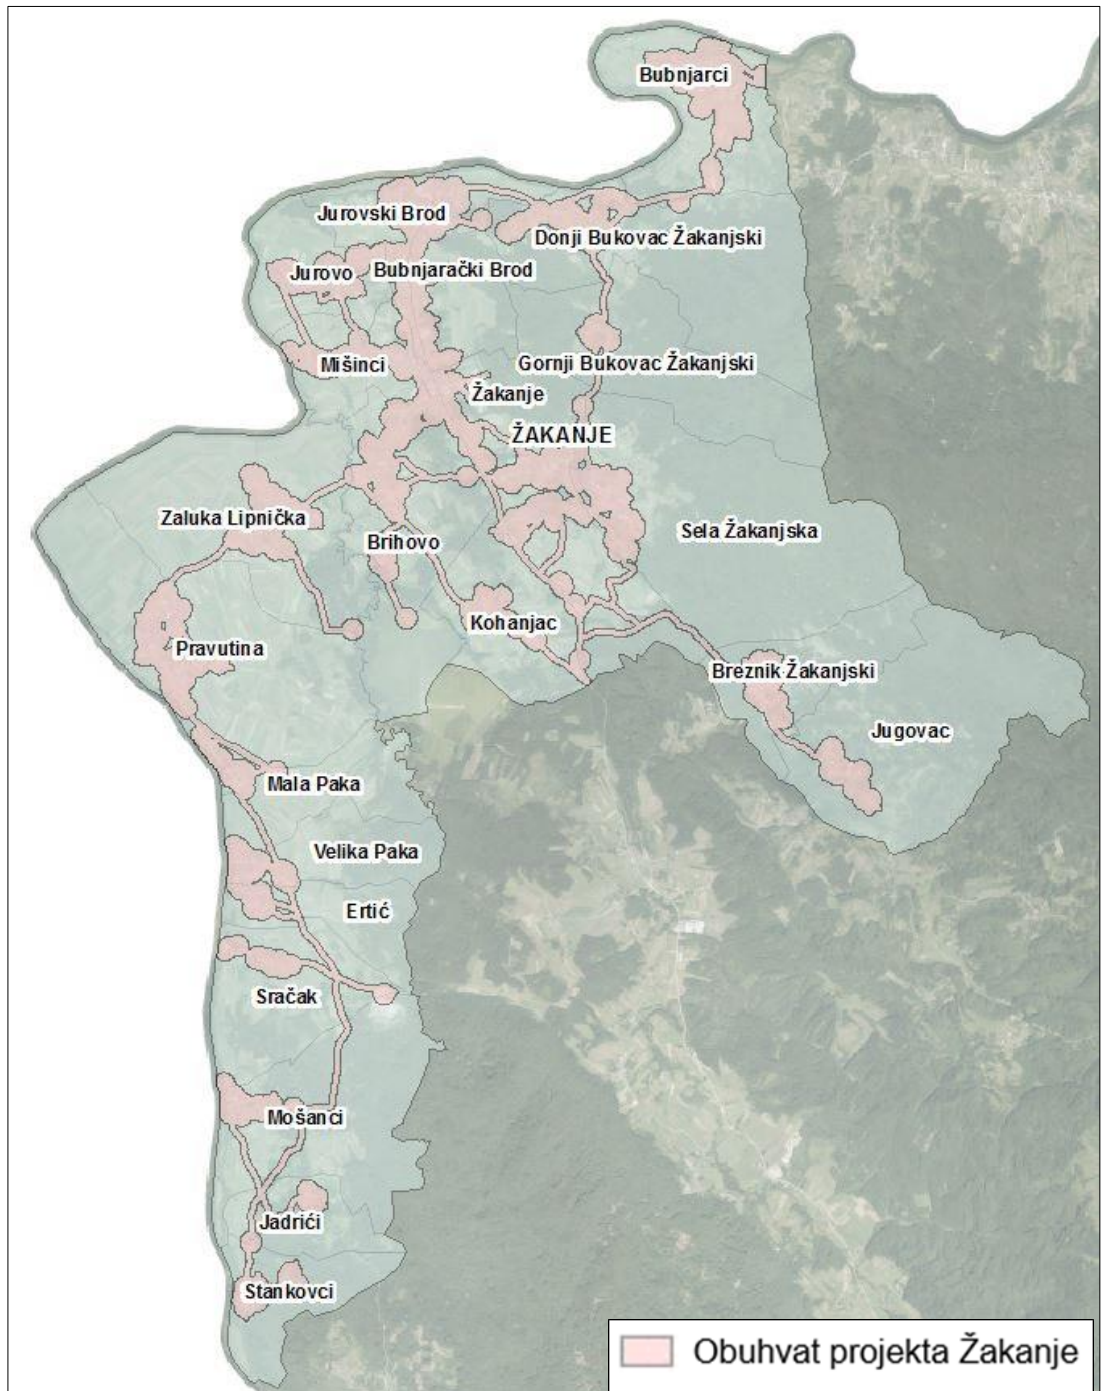 Bubnjarci
Jurovski Brod
Donji Bukovac Žakanjski
Jurovo
Bubnjarački Brod
Mišinci
Gornji Bukovac Žakanjski
Žakanje
ŽAKANJE
Zaluka Lipnička
Sela Žakanjska
Brihovo
Kohanjac
Pravutina
Breznik Žakanjski
Jugovac
Mala Paka
Velika Paka
Ertić
Sračak
Mošanci
Jadrići
Stankovci
Obuhvat projekta Žakanje